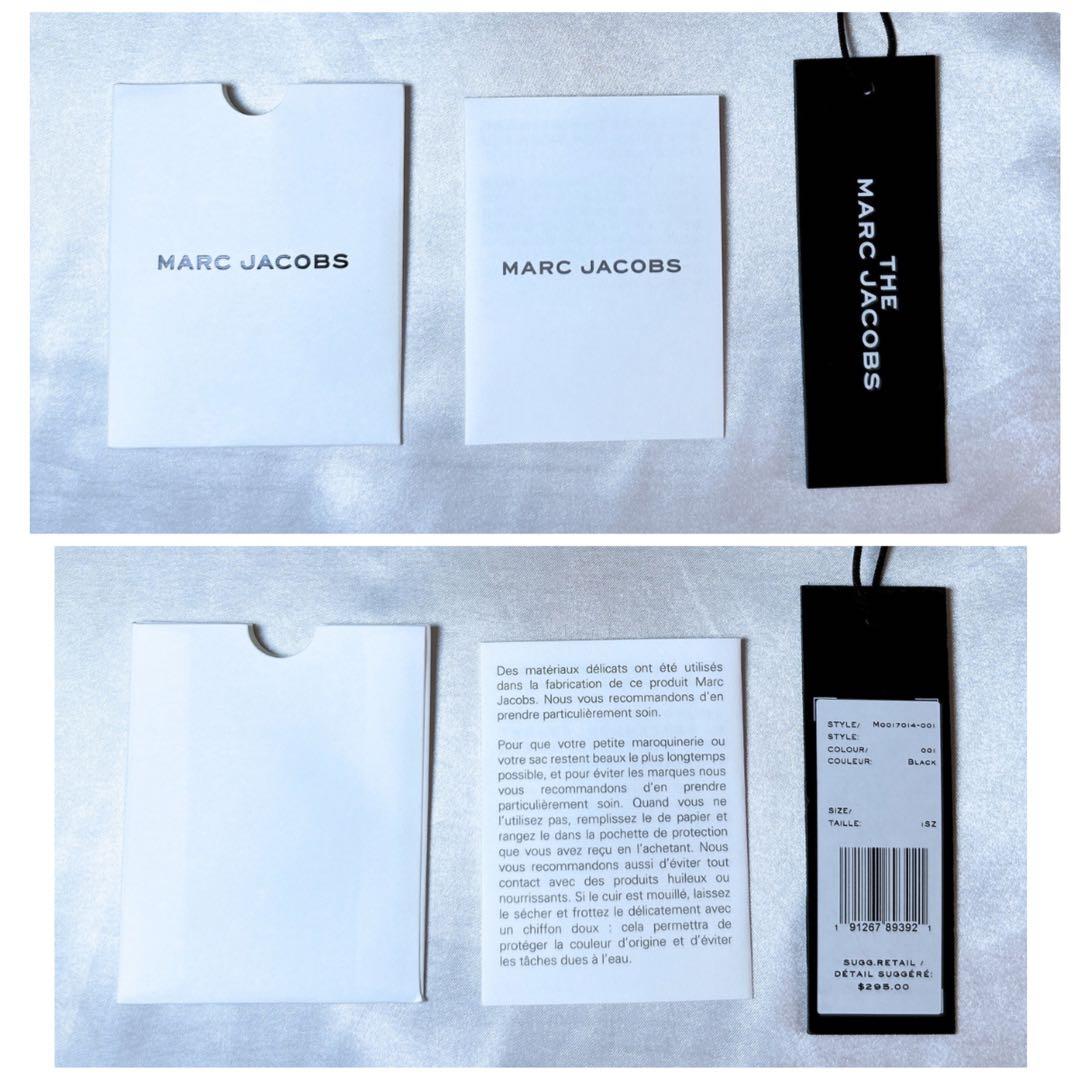 MARC JACOBS
MARC JACOBS
THE
MARC JACOBS
Des matériaux délicats ont été utilisés
dans la fabrication de ce produit Marc
Jacobs. Nous vous recommandons d'en
prendre particulièrement soin.
Pour que votre petite maroquinerie ou
votre sac restent beaux le plus longtemps
possible, et pour éviter les marques nous
vous recommandons d'en prendre
particulièrement soin. Quand vous ne
l'utilisez pas, remplissez le de papier et
rangez le dans la pochette de protection
que vous avez reçu en l'achetant. Nous
vous recommandons aussi d'éviter tout
contact avec des produits huileux ou
nourrissants. Si le cuir est mouillé, laissez
le sécher et frottez le délicatement avec
un chiffon doux : cela permettra de
protéger la couleur d'origine et d'éviter
les tâches dues à l'eau.
STYLE/ M0017014-001
STYLE:
COLOUR/ 001
COULEUR: BLACK
SIZE/
TAILLE: 1SZ
1 91267 89392 1
SUGG.RETAIL /
DÉTAIL SUGGÉRÉ:
$295.00